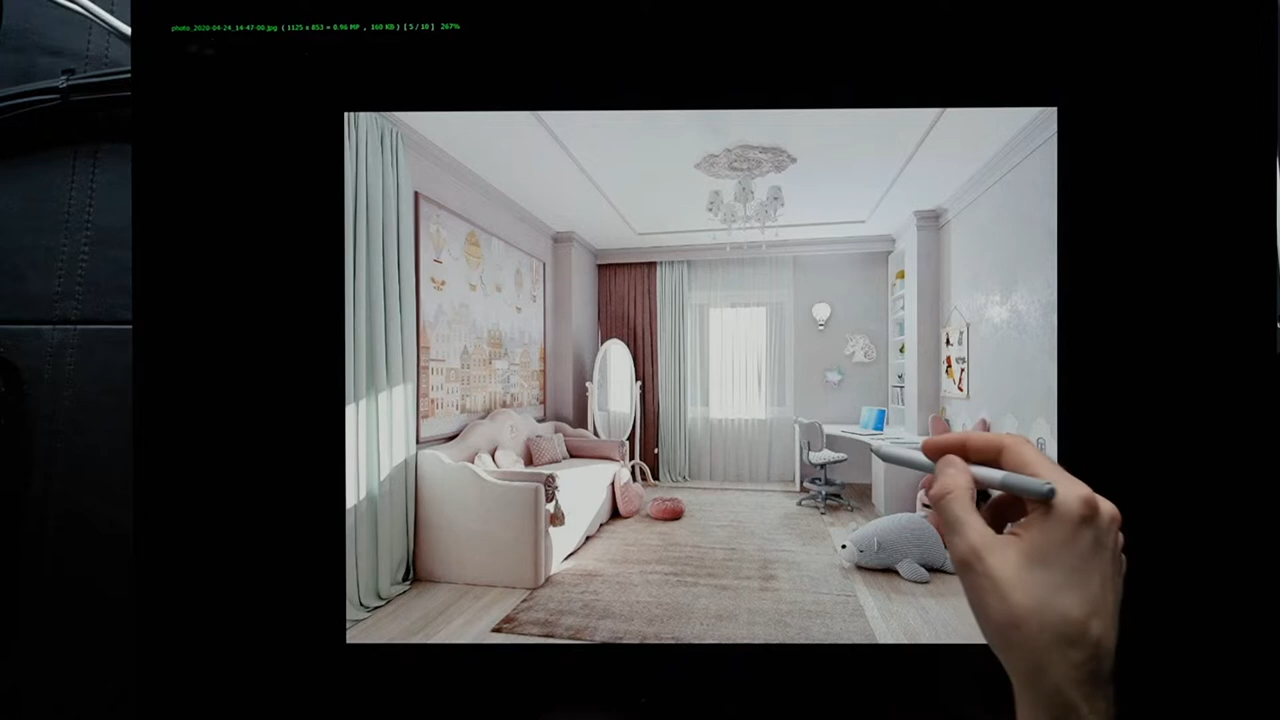 photo_2020-04-24_14-47-00.jpg ( 1125 x 853 = 0.96 MP , 160 KB ) [ 5 / 10 ] 267%